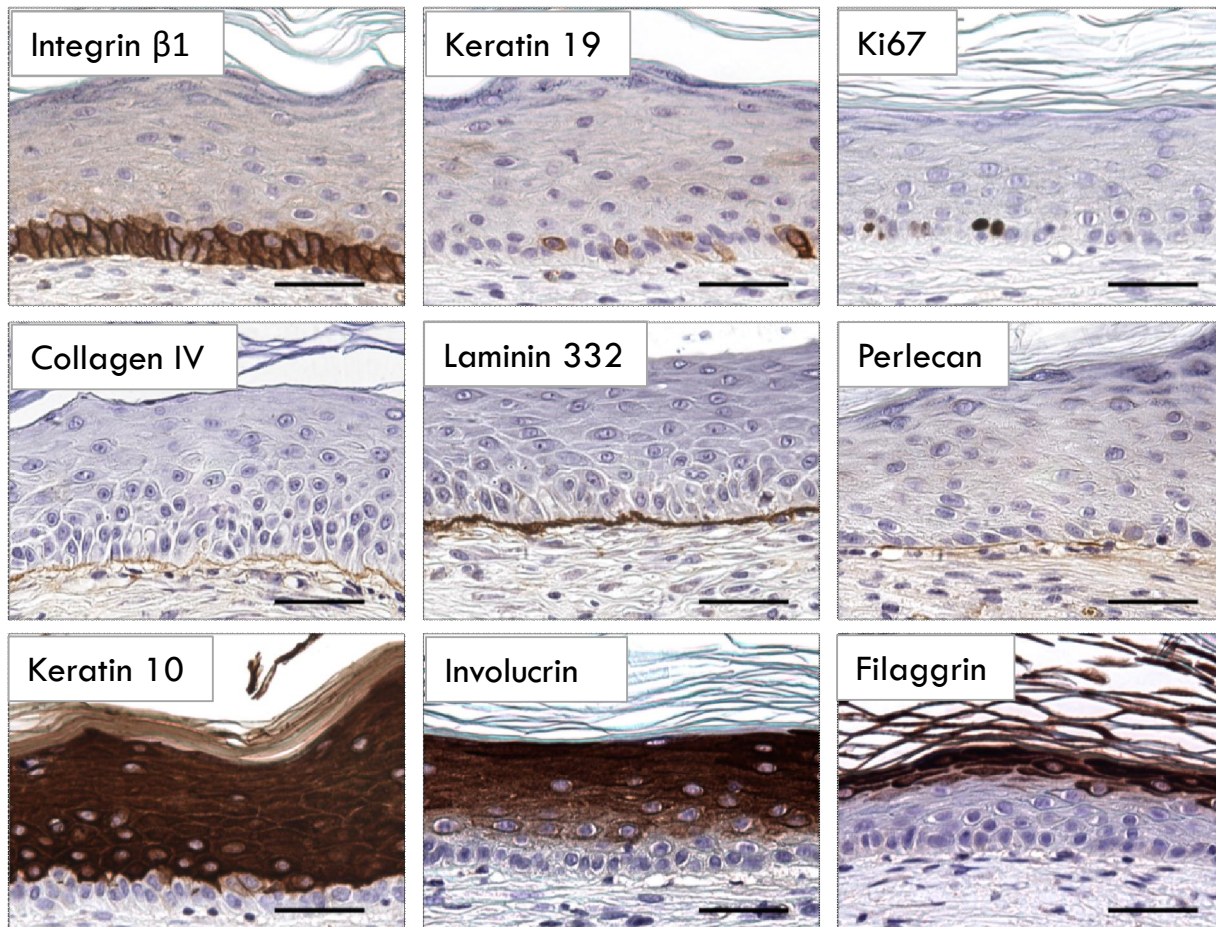 Integrin β1
Keratin 19
Ki67
Collagen IV
Laminin 332
Perlecan
Keratin 10
Involucrin
Filaggrin